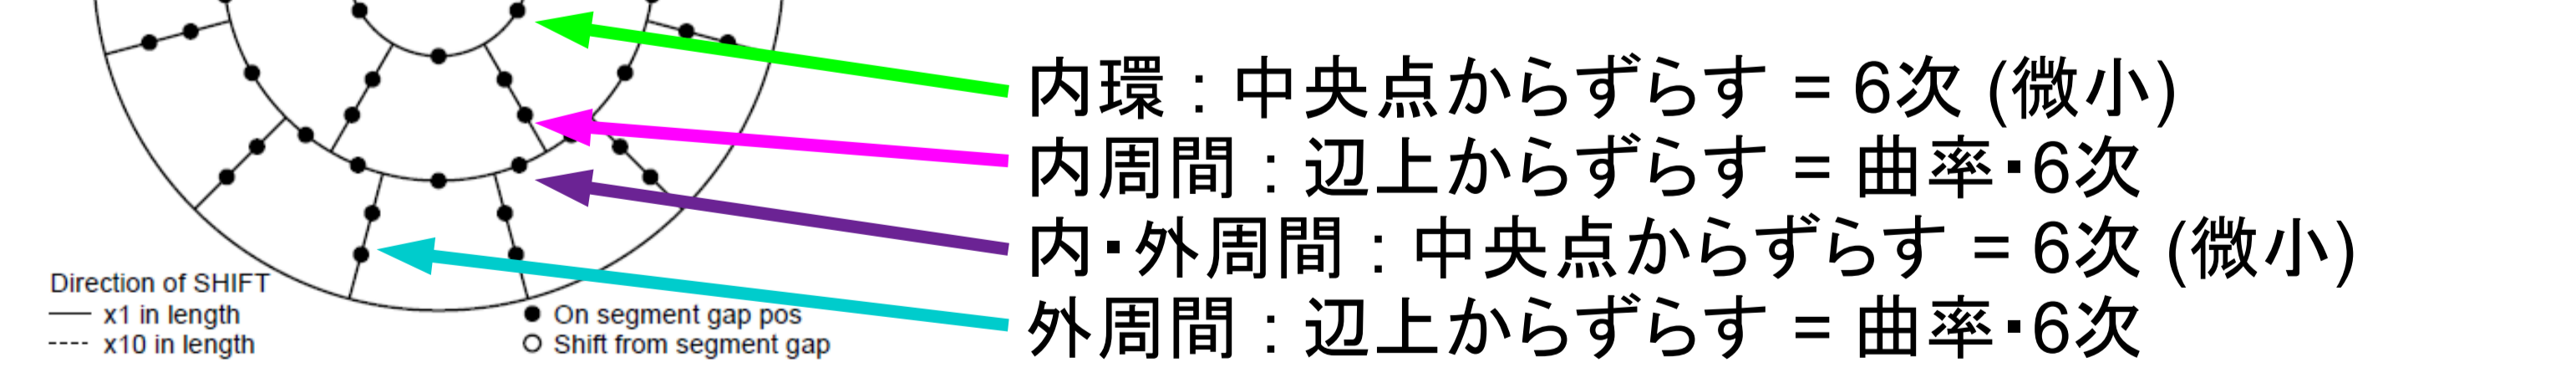 内環：中央点からずらす = 6次 (微小)
内周間：辺上からずらす = 曲率・6次
内・外周間：中央点からずらす = 6次 (微小)
外周間：辺上からずらす = 曲率・6次
Direction of SHIFT
x1 in length
x10 in length
On segment gap pos
Shift from segment gap